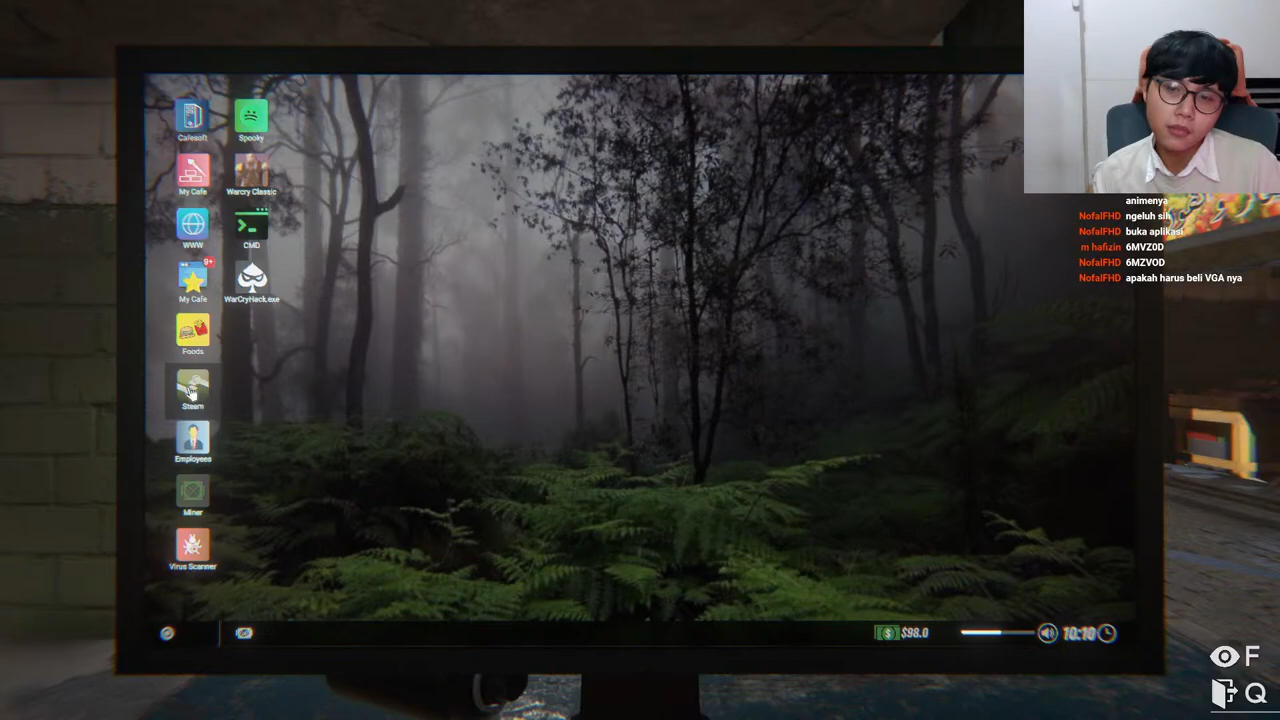 Cafesoft
Spooky
My Cafe
Warcry Classic
WWW
CMD
9+
My Cafe
WarCryHack.exe
Foods
Steam
Employees
Miner
Virus Scanner
$98.0
10:10
animenya
NofalFHD ngeluh sih
NofalFHD buka aplikasi
m hafizin 6MVZ0D
NofalFHD 6MZVOD
NofalFHD apakah harus beli VGA nya
F
Q